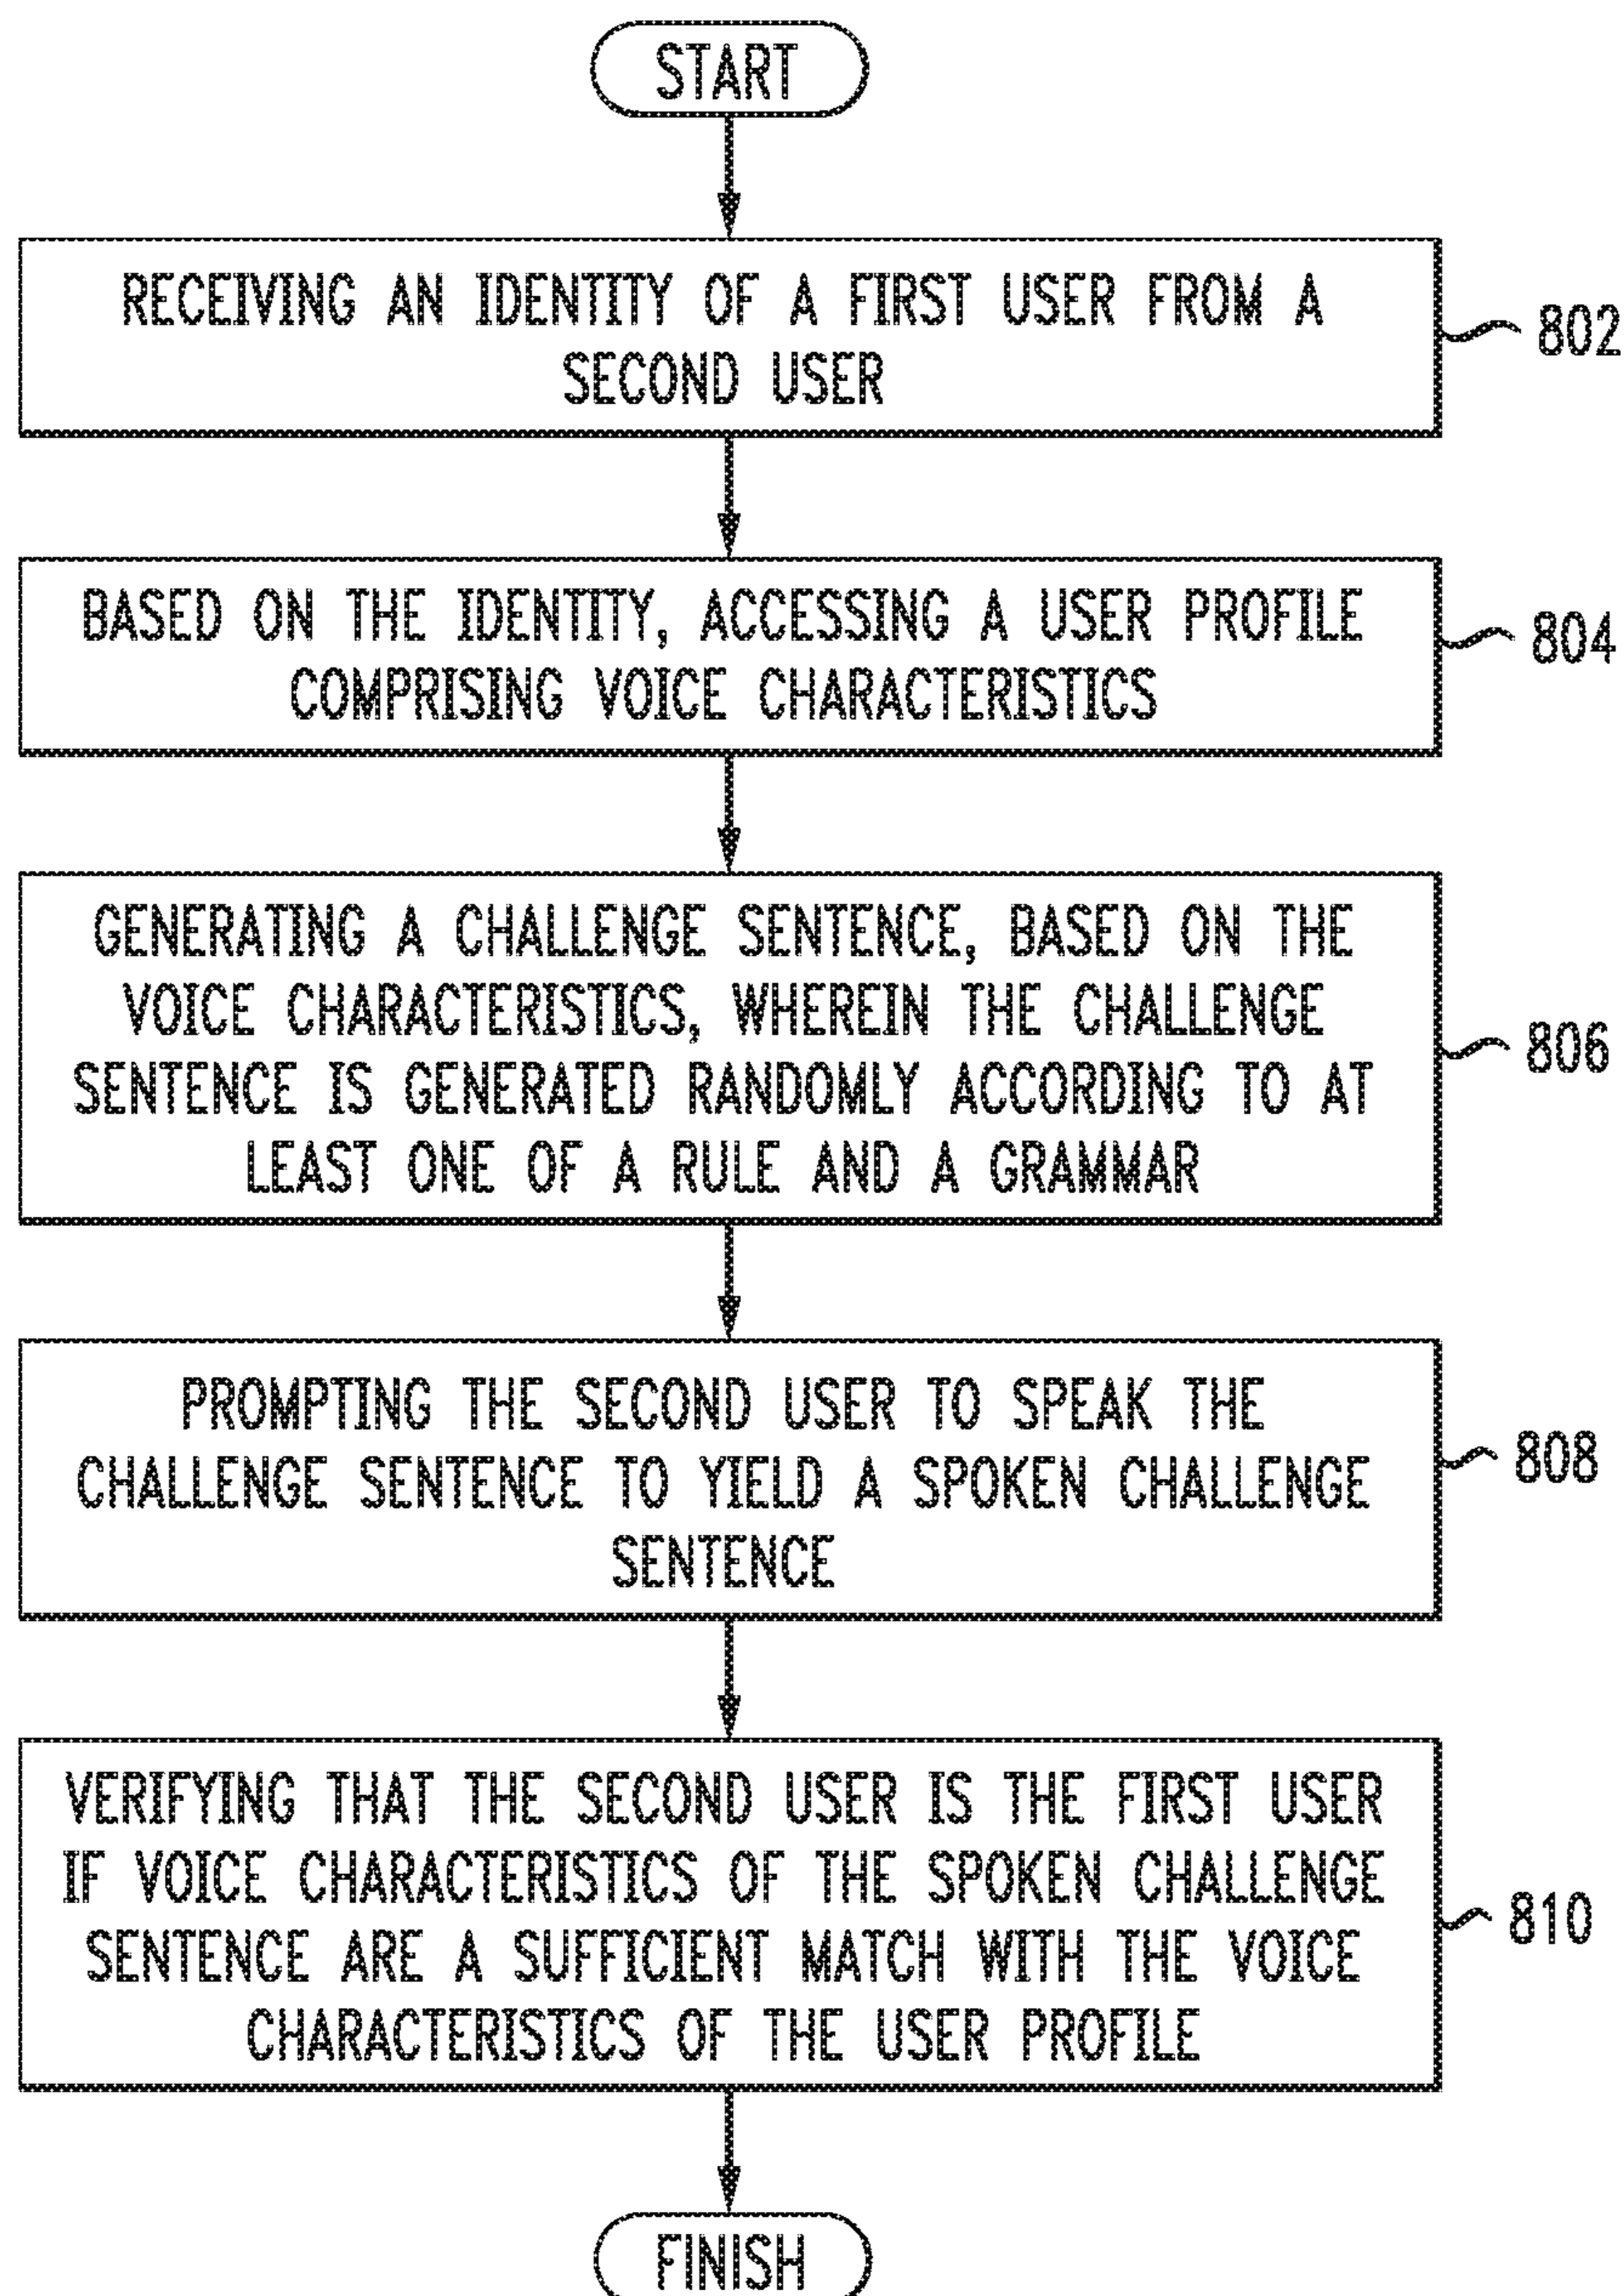 START
RECEIVING AN IDENTITY OF A FIRST USER FROM A
SECOND USER
802
BASED ON THE IDENTITY, ACCESSING A USER PROFILE
COMPRISING VOICE CHARACTERISTICS
804
GENERATING A CHALLENGE SENTENCE, BASED ON THE
VOICE CHARACTERISTICS, WHEREIN THE CHALLENGE
SENTENCE IS GENERATED RANDOMLY ACCORDING TO AT
LEAST ONE OF A RULE AND A GRAMMAR
806
PROMPTING THE SECOND USER TO SPEAK THE
CHALLENGE SENTENCE TO YIELD A SPOKEN CHALLENGE
SENTENCE
808
VERIFYING THAT THE SECOND USER IS THE FIRST USER
IF VOICE CHARACTERISTICS OF THE SPOKEN CHALLENGE
SENTENCE ARE A SUFFICIENT MATCH WITH THE VOICE
CHARACTERISTICS OF THE USER PROFILE
810
FINISH